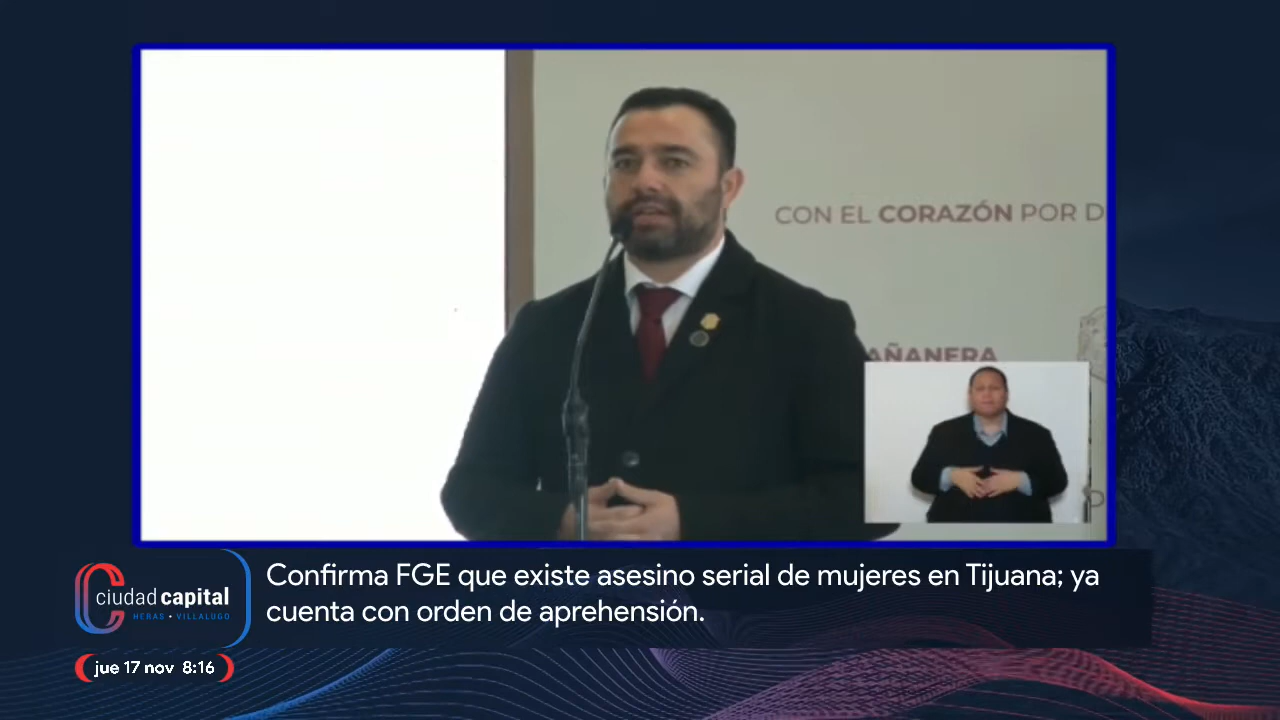 CON EL CORAZÓN POR D
AÑANERA
Confirma FGE que existe asesino serial de mujeres en Tijuana; ya
cuenta con orden de aprehensión.
ciudad capital
HERAS • VILLALUGO
jue 17 nov 8:16